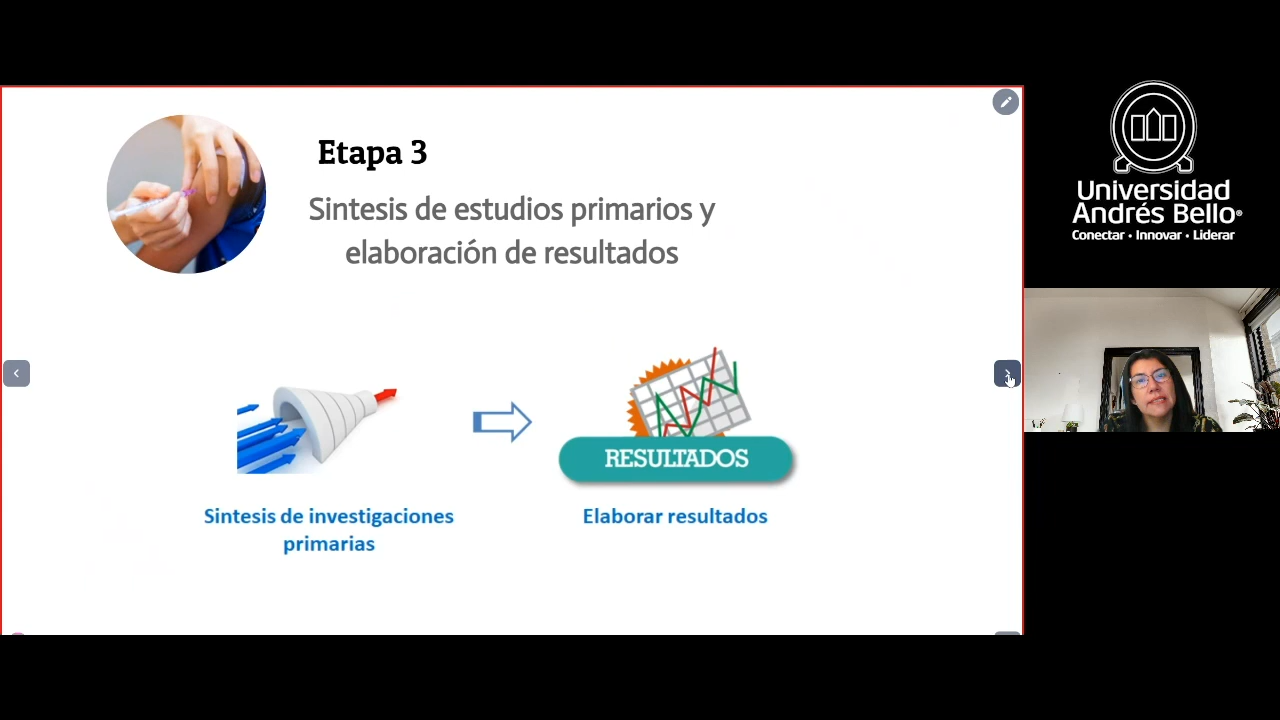 Etapa 3
Sintesis de estudios primarios y
elaboración de resultados
RESULTADOS
Sintesis de investigaciones
primarias
Elaborar resultados
Universidad
Andrés Bello®
Conectar • Innovar • Liderar